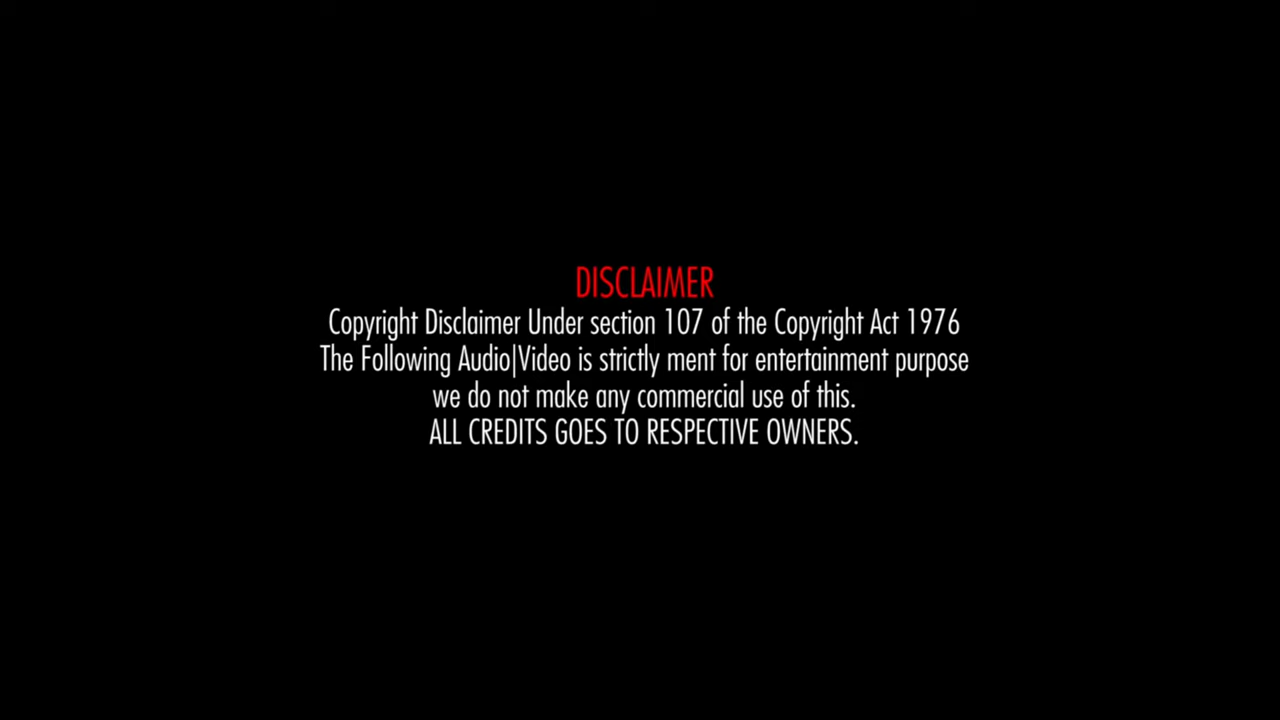 DISCLAIMER
Copyright Disclaimer Under section 107 of the Copyright Act 1976
The Following Audio|Video is strictly ment for entertainment purpose
we do not make any commercial use of this.
ALL CREDITS GOES TO RESPECTIVE OWNERS.